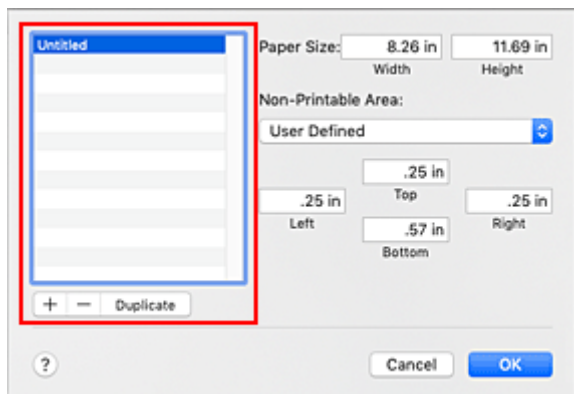 Untitled
Paper Size: 8.26 in 11.69 in
Width Height
Non-Printable Area:
User Defined
.25 in
Top
.25 in .25 in
Left Right
.57 in
Bottom
+ − Duplicate
? Cancel OK